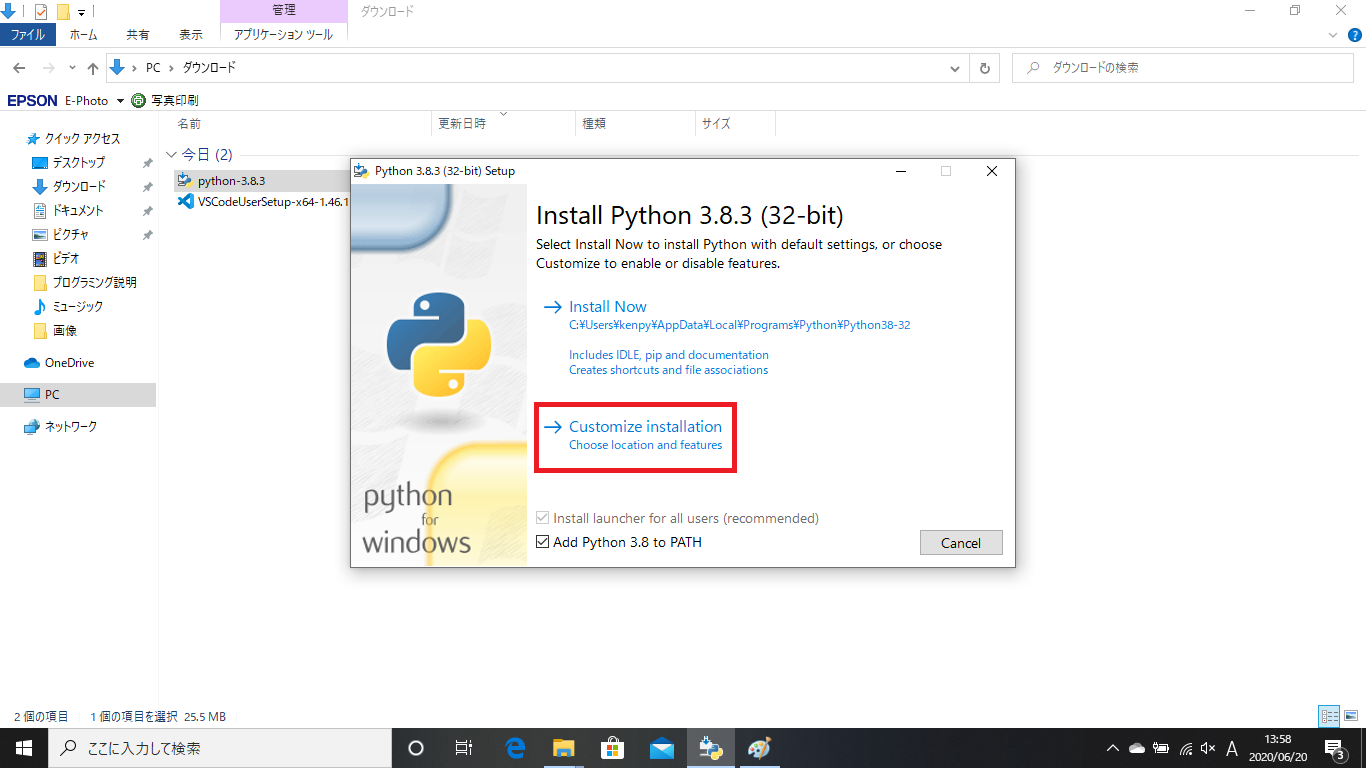 管理
ダウンロード
ファイル
ホーム
共有
表示
アプリケーション ツール
PC
ダウンロード
ダウンロードの検索
EPSON
E-Photo
写真印刷
名前
更新日時
種類
サイズ
クイック アクセス
デスクトップ
ダウンロード
ドキュメント
ピクチャ
ビデオ
プログラミング説明
ミュージック
画像
OneDrive
PC
ネットワーク
今日 (2)
python-3.8.3
VSCodeUserSetup-x64-1.46.1
Python 3.8.3 (32-bit) Setup
Install Python 3.8.3 (32-bit)
Select Install Now to install Python with default settings, or choose
Customize to enable or disable features.
Install Now
C:¥Users¥kenpy¥AppData¥Local¥Programs¥Python¥Python38-32
Includes IDLE, pip and documentation
Creates shortcuts and file associations
Customize installation
Choose location and features
python
for
windows
Install launcher for all users (recommended)
Add Python 3.8 to PATH
Cancel
2 個の項目
1 個の項目を選択 25.5 MB
ここに入力して検索
A
13:58
2020/06/20
3